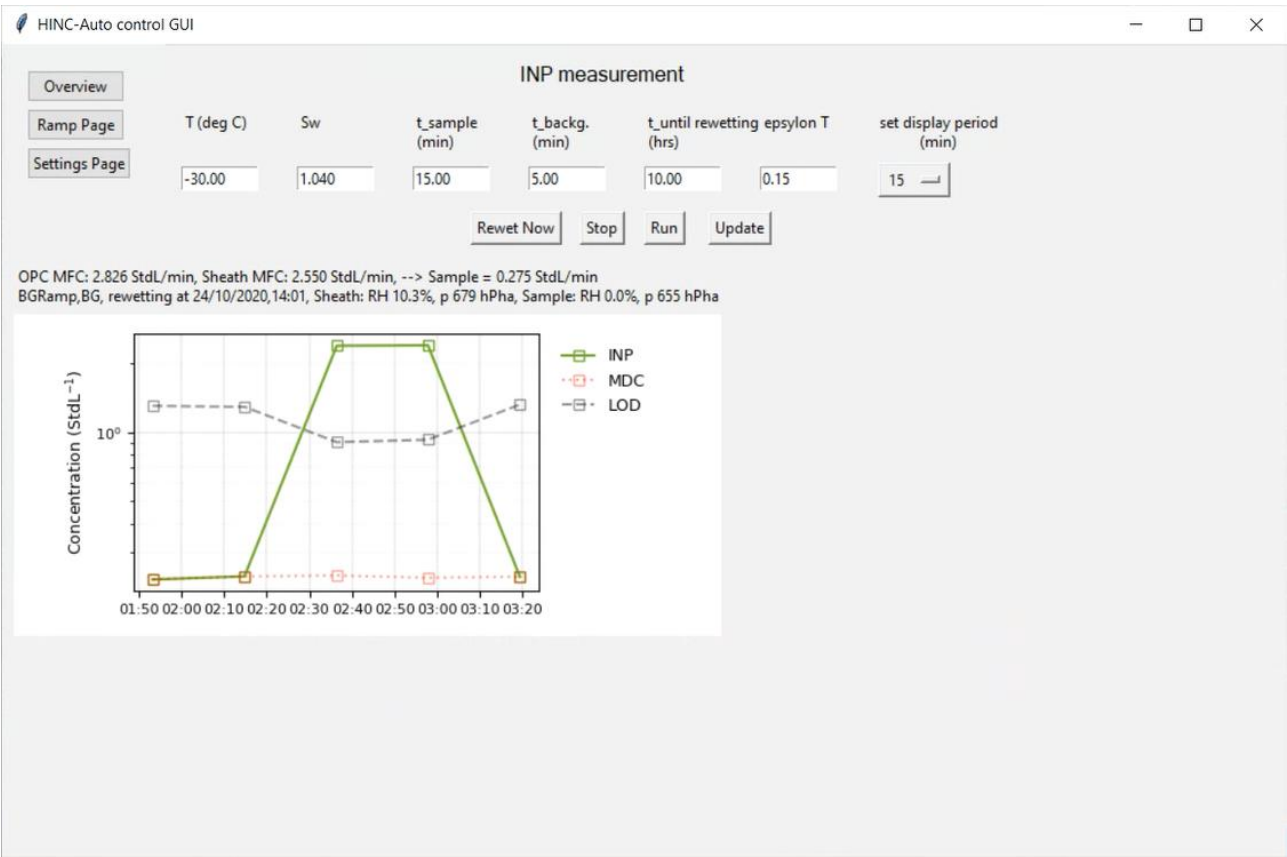 HINC-Auto control GUI
INP measurement
Overview
Ramp Page
Settings Page
T (deg C) Sw t_sample t_backg. t_until rewetting epsylon T set display period
(min) (min) (hrs) (min)
-30.00 1.040 15.00 5.00 10.00 0.15 15
Rewet Now Stop Run Update
OPC MFC: 2.826 StdL/min, Sheath MFC: 2.550 StdL/min, --> Sample = 0.275 StdL/min
BGRamp,BG, rewetting at 24/10/2020,14:01, Sheath: RH 10.3%, p 679 hPha, Sample: RH 0.0%, p 655 hPha
Concentration (StdL⁻¹)
10⁰
INP
MDC
LOD
01:50 02:00 02:10 02:20 02:30 02:40 02:50 03:00 03:10 03:20